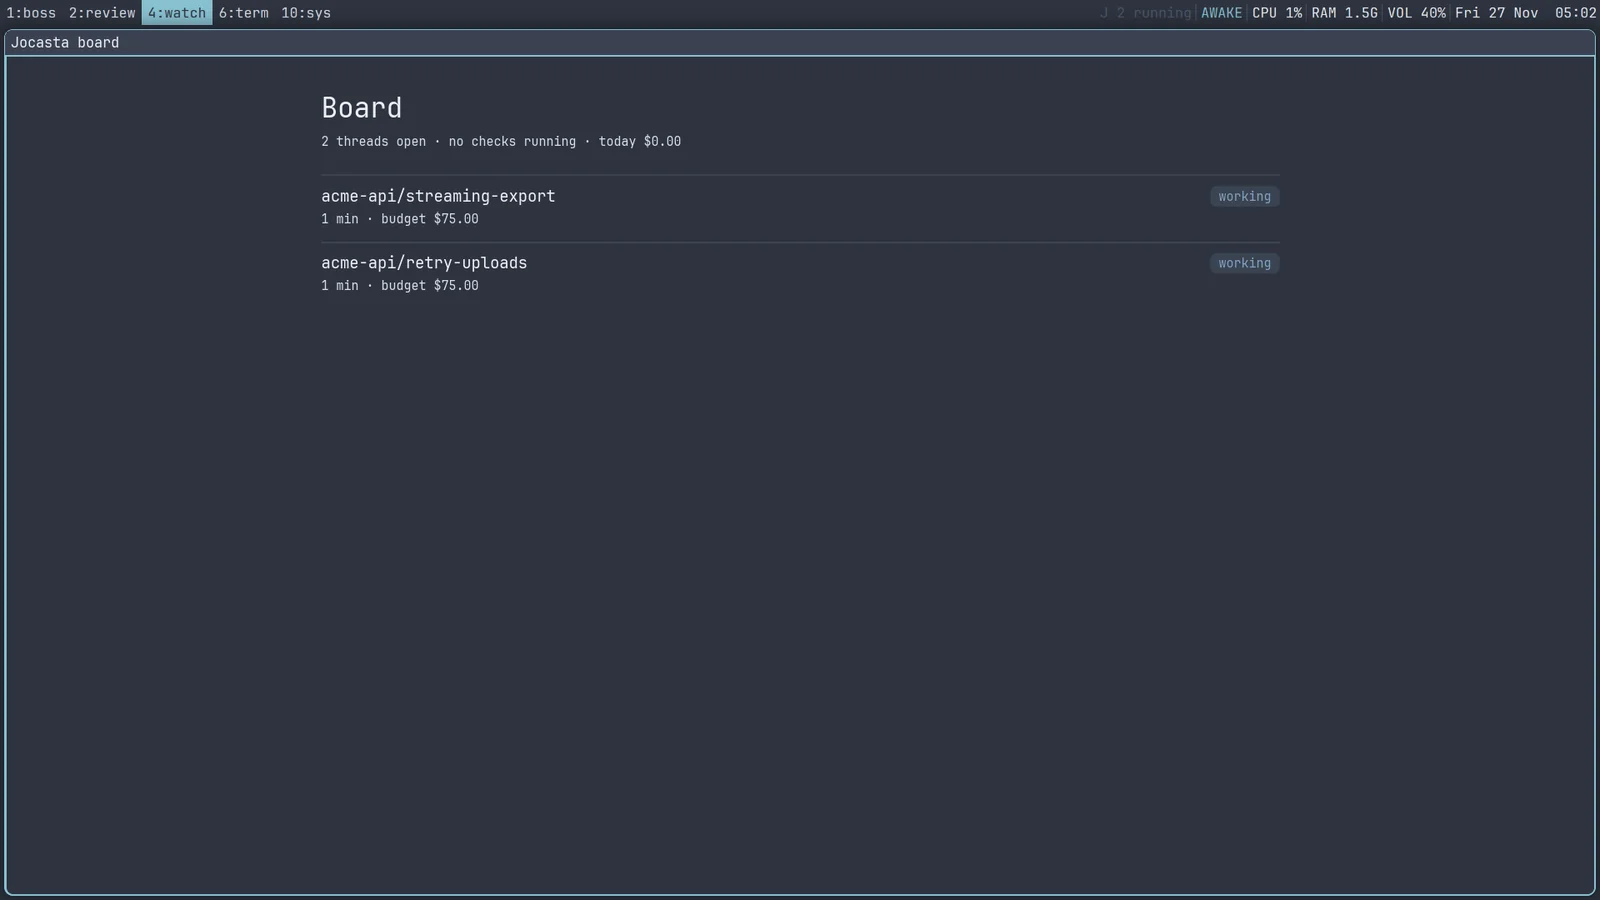 1:boss 2:review 4:watch 6:term 10:sys J 2 running AWAKE CPU 1% RAM 1.5G VOL 40% Fri 27 Nov 05:02
Jocasta board
Board
2 threads open · no checks running · today $0.00
acme-api/streaming-export working
1 min · budget $75.00
acme-api/retry-uploads working
1 min · budget $75.00